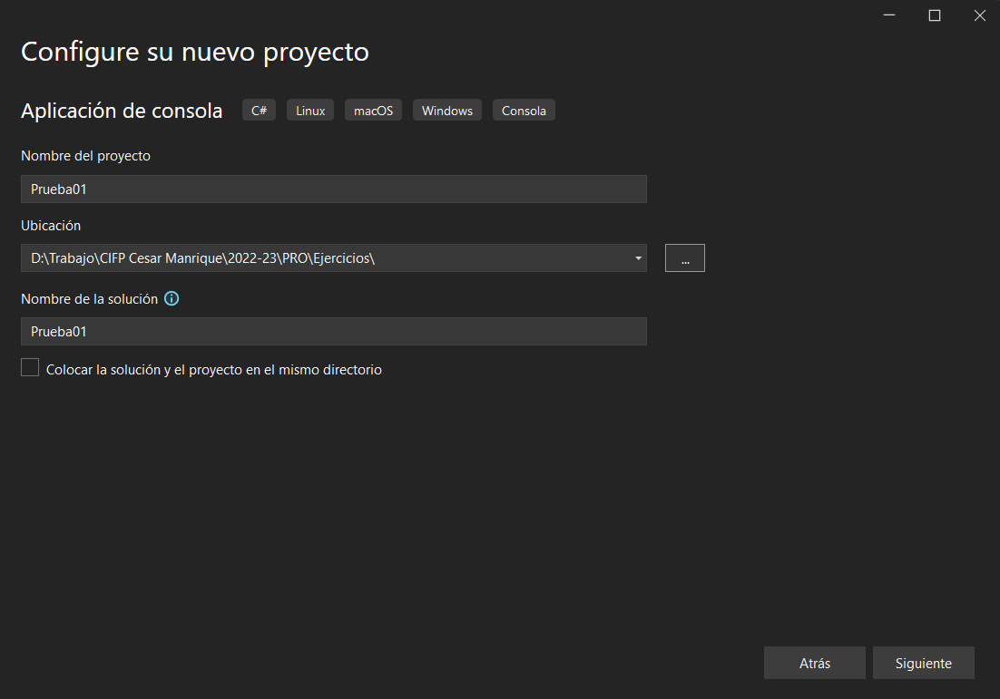 Configure su nuevo proyecto
Aplicación de consola C# Linux macOS Windows Consola
Nombre del proyecto
Prueba01
Ubicación
D:\Trabajo\CIFP Cesar Manrique\2022-23\PRO\Ejercicios\ ...
Nombre de la solución
Prueba01
Colocar la solución y el proyecto en el mismo directorio
Atrás Siguiente